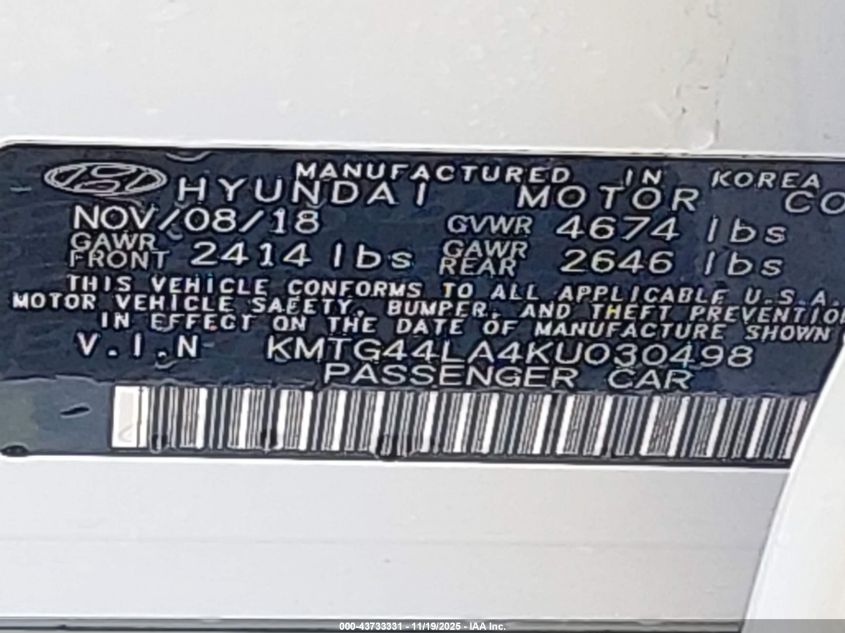 MANUFACTURED IN KOREA
HYUNDAI MOTOR CO
NOV/08/18 GVWR 4674 lbs
GAWR FRONT 2414 lbs GAWR REAR 2646 lbs
THIS VEHICLE CONFORMS TO ALL APPLICABLE U.S.A.
MOTOR VEHICLE SAFETY, BUMPER, AND THEFT PREVENTION
IN EFFECT ON THE DATE OF MANUFACTURE SHOWN
V.I.N KMTG44LA4KU030498
PASSENGER CAR
000-43733331 - 11/19/2025 - IAA Inc.